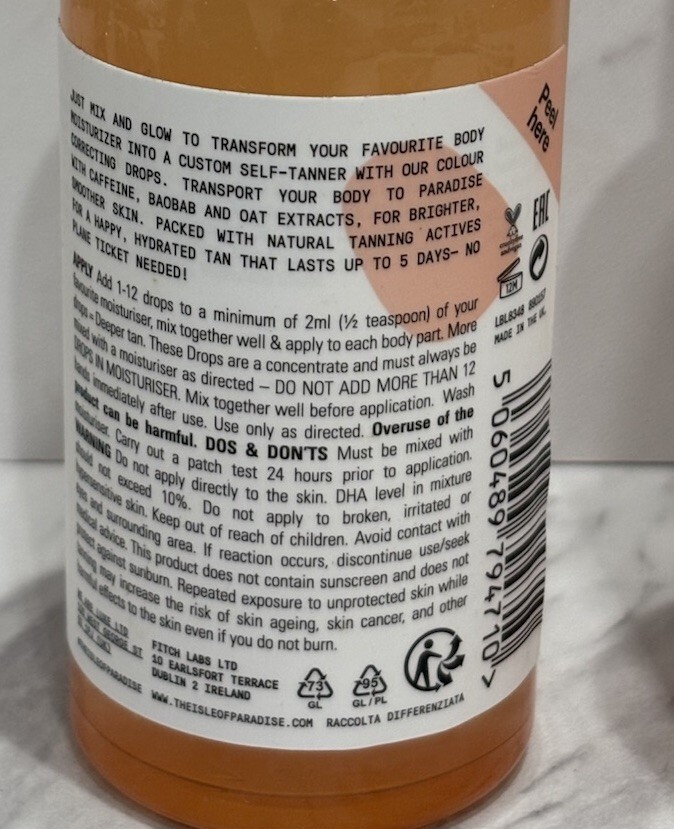 JUST MIX AND GLOW TO TRANSFORM YOUR FAVOURITE BODY
MOISTURIZER INTO A CUSTOM SELF-TANNER WITH OUR COLOUR
CORRECTING DROPS. TRANSPORT YOUR BODY TO PARADISE
WITH CAFFEINE, BAOBAB AND OAT EXTRACTS, FOR BRIGHTER,
SMOOTHER SKIN. PACKED WITH NATURAL TANNING ACTIVES
FOR A HAPPY, HYDRATED TAN THAT LASTS UP TO 5 DAYS– NO
PLANE TICKET NEEDED!
APPLY Add 1-12 drops to a minimum of 2ml (½ teaspoon) of your
favourite moisturiser, mix together well & apply to each body part. More
drops = Deeper tan. These Drops are a concentrate and must always be
mixed with a moisturiser as directed – DO NOT ADD MORE THAN 12
DROPS IN MOISTURISER. Mix together well before application. Wash
hands immediately after use. Use only as directed. Overuse of the
product can be harmful. DOS & DON'TS Must be mixed with
moisturiser. Carry out a patch test 24 hours prior to application.
WARNING Do not apply directly to the skin. DHA level in mixture
should not exceed 10%. Do not apply to broken, irritated or
hypersensitive skin. Keep out of reach of children. Avoid contact with
eyes and surrounding area. If reaction occurs, discontinue use/seek
medical advice. This product does not contain sunscreen and does not
protect against sunburn. Repeated exposure to unprotected skin while
tanning may increase the risk of skin ageing, skin cancer, and other
harmful effects to the skin even if you do not burn.
LTD
GEORGE ST
FITCH LABS LTD
10 EARLSFORT TERRACE
DUBLIN 2 IRELAND
#THEISLEOFPARADISE WWW.THEISLEOFPARADISE.COM RACCOLTA DIFFERENZIATA
73
GL
95
GL/PL
Peel
here
EAC
12M
LBL8348
MADE IN THE UK.
5 060489 794710 >